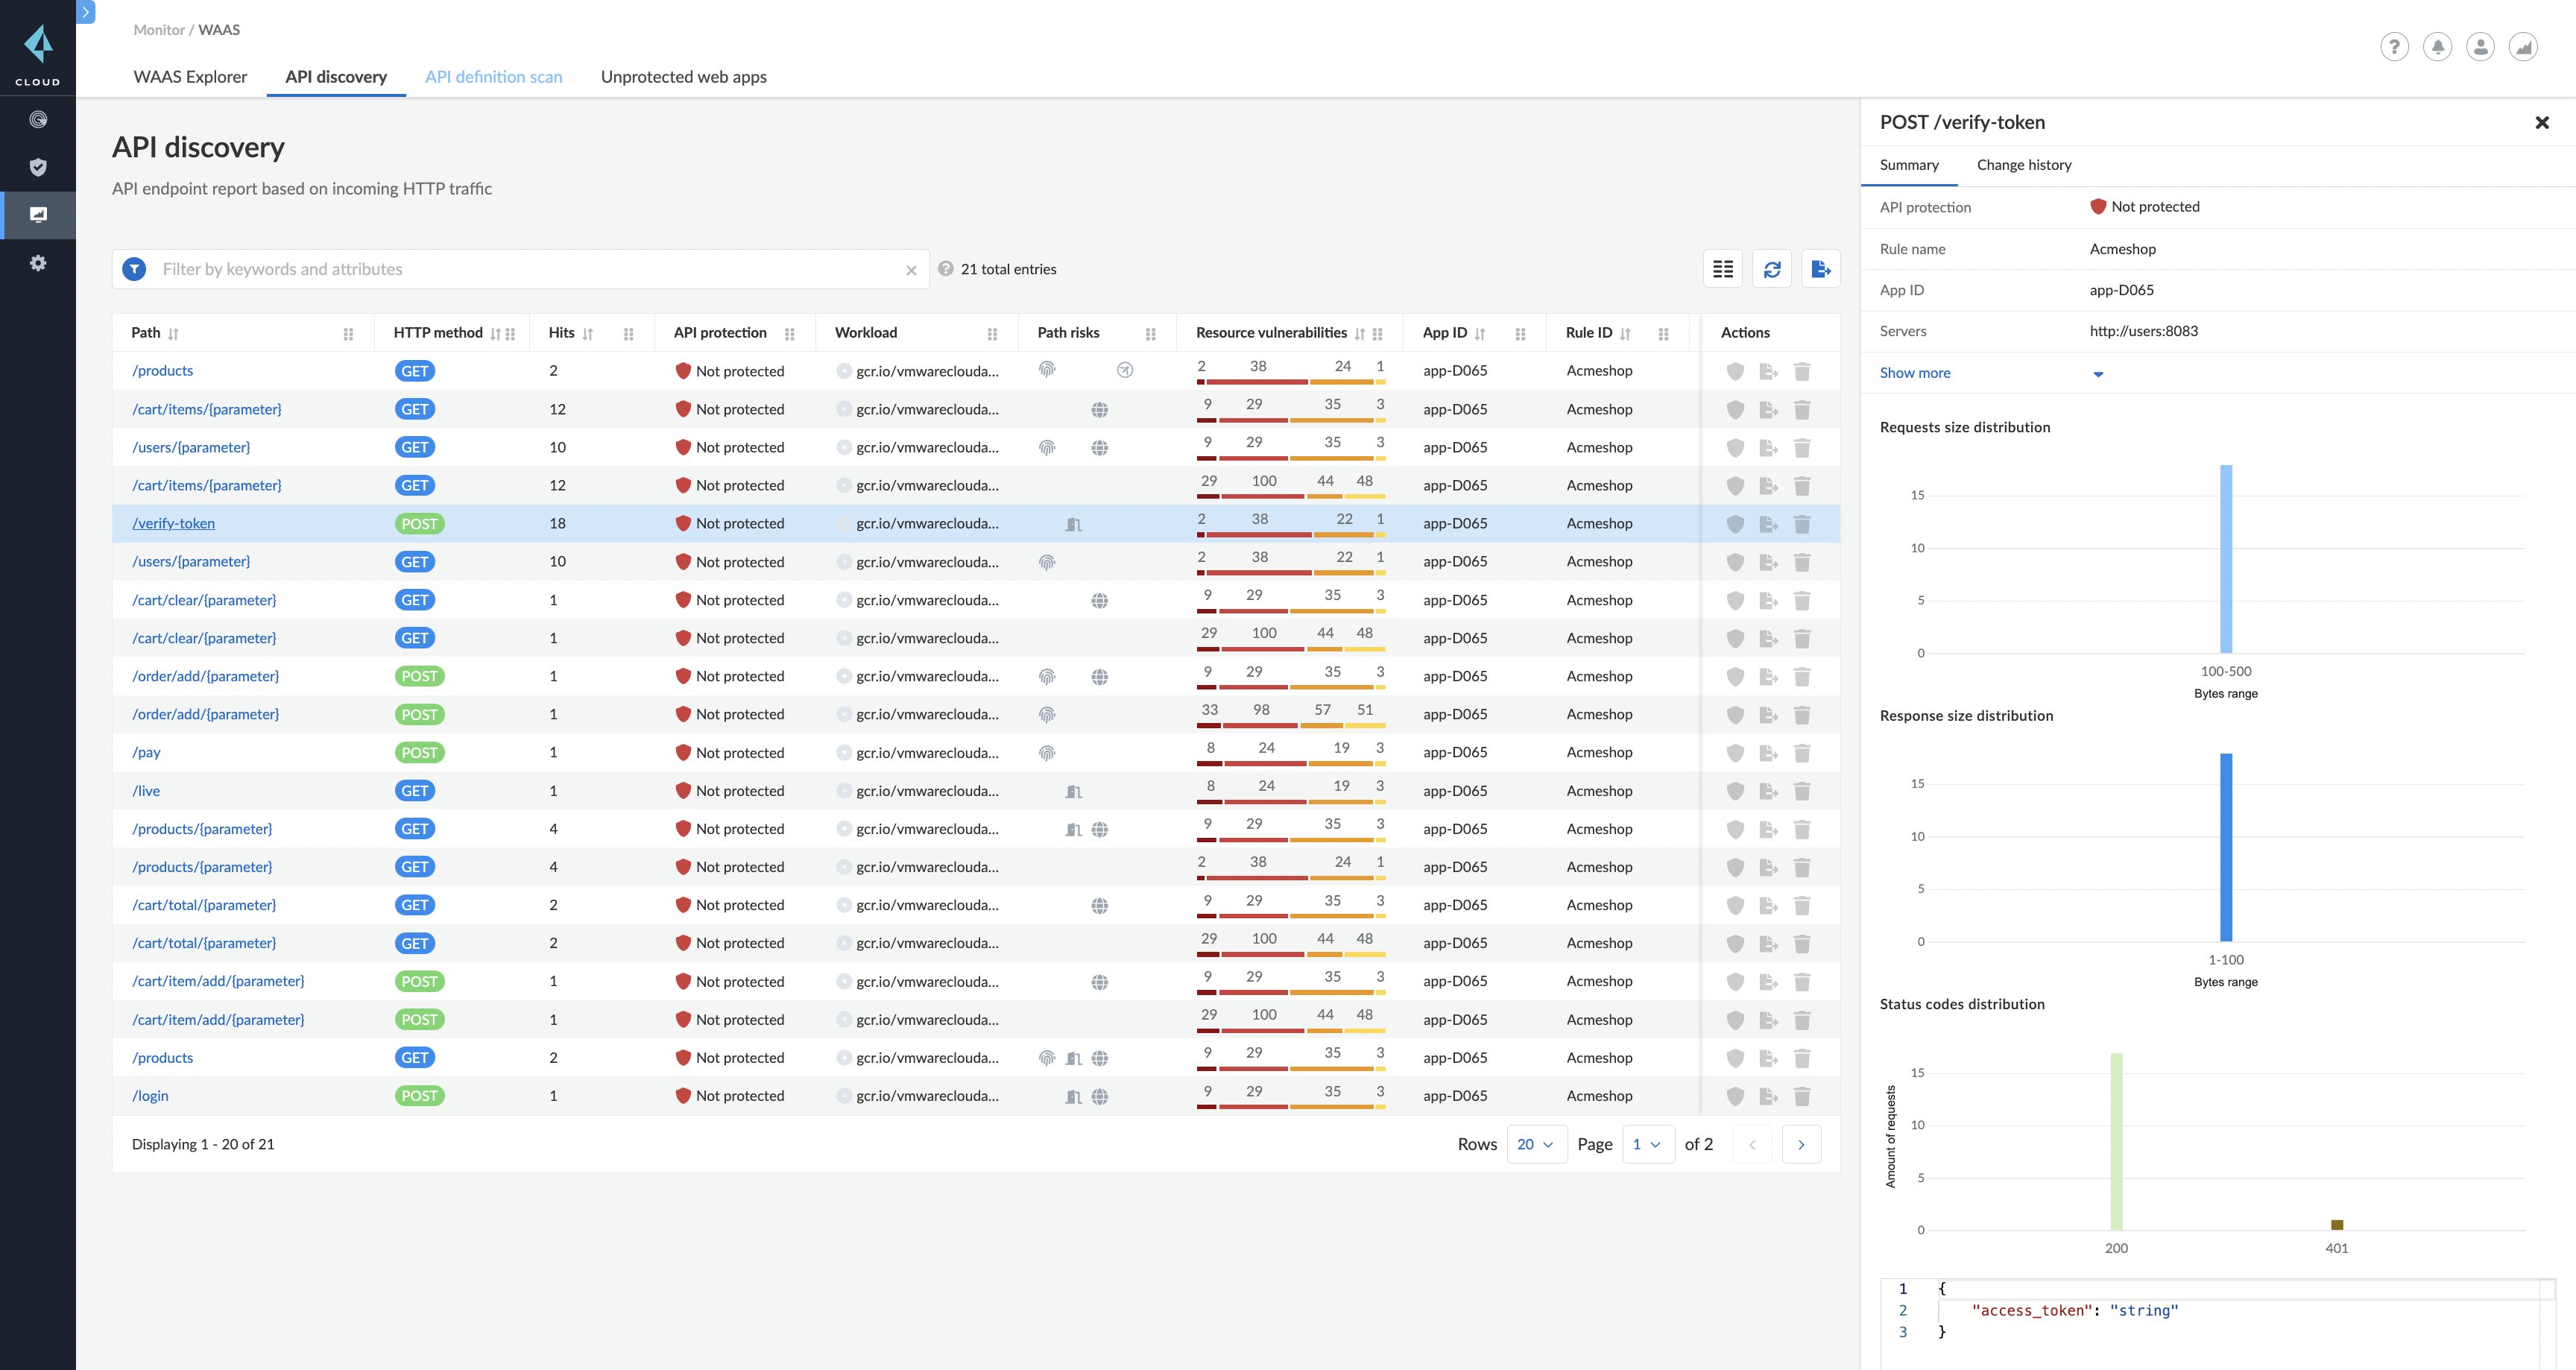 CLOUD
Monitor / WAAS
WAAS Explorer API discovery API definition scan Unprotected web apps
API discovery
API endpoint report based on incoming HTTP traffic
Filter by keywords and attributes 21 total entries
Path HTTP method Hits API protection Workload Path risks Resource vulnerabilities App ID Rule ID Actions
/products GET 2 Not protected gcr.io/vmwareclouda... 2 38 24 1 app-D065 Acmeshop
/cart/items/{parameter} GET 12 Not protected gcr.io/vmwareclouda... 9 29 35 3 app-D065 Acmeshop
/users/{parameter} GET 10 Not protected gcr.io/vmwareclouda... 9 29 35 3 app-D065 Acmeshop
/cart/items/{parameter} GET 12 Not protected gcr.io/vmwareclouda... 29 100 44 48 app-D065 Acmeshop
/verify-token POST 18 Not protected gcr.io/vmwareclouda... 2 38 22 1 app-D065 Acmeshop
/users/{parameter} GET 10 Not protected gcr.io/vmwareclouda... 2 38 22 1 app-D065 Acmeshop
/cart/clear/{parameter} GET 1 Not protected gcr.io/vmwareclouda... 9 29 35 3 app-D065 Acmeshop
/cart/clear/{parameter} GET 1 Not protected gcr.io/vmwareclouda... 29 100 44 48 app-D065 Acmeshop
/order/add/{parameter} POST 1 Not protected gcr.io/vmwareclouda... 9 29 35 3 app-D065 Acmeshop
/order/add/{parameter} POST 1 Not protected gcr.io/vmwareclouda... 33 98 57 51 app-D065 Acmeshop
/pay POST 1 Not protected gcr.io/vmwareclouda... 8 24 19 3 app-D065 Acmeshop
/live GET 1 Not protected gcr.io/vmwareclouda... 8 24 19 3 app-D065 Acmeshop
/products/{parameter} GET 4 Not protected gcr.io/vmwareclouda... 9 29 35 3 app-D065 Acmeshop
/products/{parameter} GET 4 Not protected gcr.io/vmwareclouda... 2 38 24 1 app-D065 Acmeshop
/cart/total/{parameter} GET 2 Not protected gcr.io/vmwareclouda... 9 29 35 3 app-D065 Acmeshop
/cart/total/{parameter} GET 2 Not protected gcr.io/vmwareclouda... 29 100 44 48 app-D065 Acmeshop
/cart/item/add/{parameter} POST 1 Not protected gcr.io/vmwareclouda... 9 29 35 3 app-D065 Acmeshop
/cart/item/add/{parameter} POST 1 Not protected gcr.io/vmwareclouda... 29 100 44 48 app-D065 Acmeshop
/products GET 2 Not protected gcr.io/vmwareclouda... 9 29 35 3 app-D065 Acmeshop
/login POST 1 Not protected gcr.io/vmwareclouda... 9 29 35 3 app-D065 Acmeshop
Displaying 1 - 20 of 21 Rows 20 Page 1 of 2
POST /verify-token
Summary Change history
API protection Not protected
Rule name Acmeshop
App ID app-D065
Servers http://users:8083
Show more
Requests size distribution
15
10
5
0
100-500
Bytes range
Response size distribution
15
10
5
0
1-100
Bytes range
Status codes distribution
Amount of requests
15
10
5
0
200 401
1 {
2 "access_token": "string"
3 }